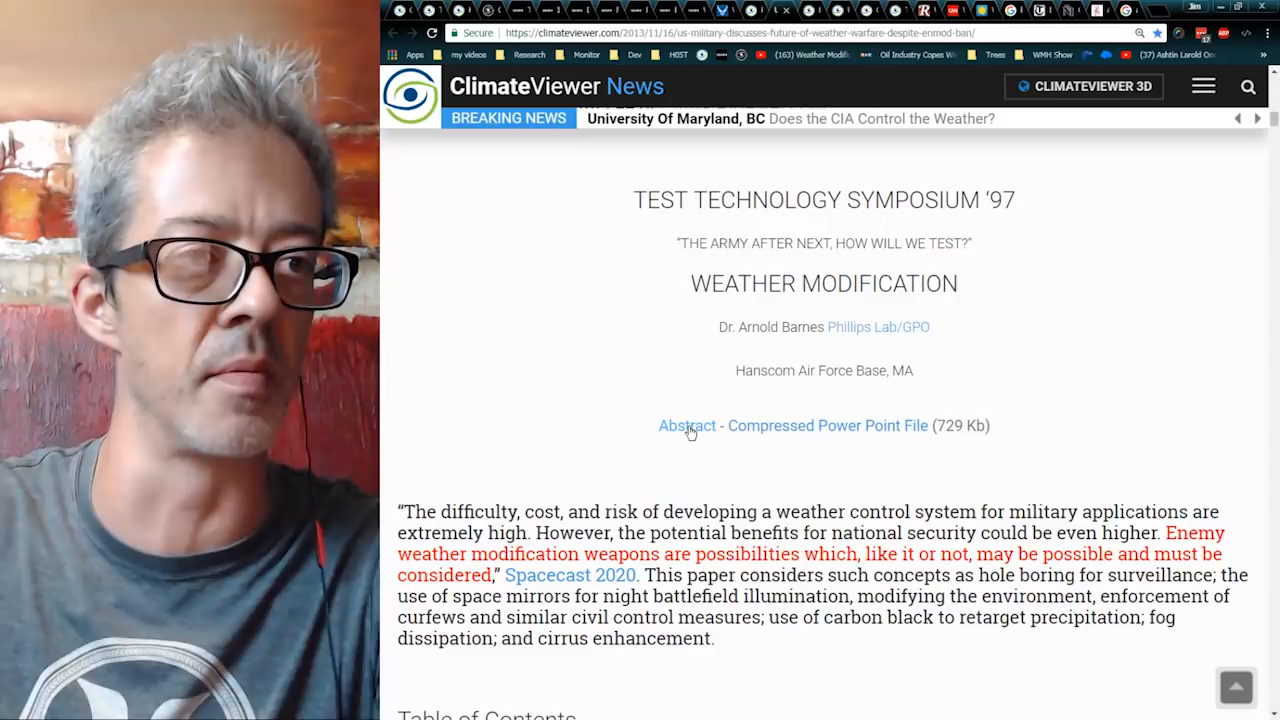 Jim
Secure https://climateviewer.com/2013/11/16/us-military-discusses-future-of-weather-warfare-despite-enmod-ban/
17
ABP
Apps my videos Research Monitor Dev H05T (163) Weather Modific Oil Industry Copes W Trees WMH Show (37) Ashtin Larold On
ClimateViewer News
CLIMATEVIEWER 3D
BREAKING NEWS
University Of Maryland, BC Does the CIA Control the Weather?
TEST TECHNOLOGY SYMPOSIUM ‘97
“THE ARMY AFTER NEXT, HOW WILL WE TEST?”
WEATHER MODIFICATION
Dr. Arnold Barnes Phillips Lab/GPO
Hanscom Air Force Base, MA
Abstract - Compressed Power Point File (729 Kb)
“The difficulty, cost, and risk of developing a weather control system for military applications are
extremely high. However, the potential benefits for national security could be even higher. Enemy
weather modification weapons are possibilities which, like it or not, may be possible and must be
considered,” Spacecast 2020. This paper considers such concepts as hole boring for surveillance; the
use of space mirrors for night battlefield illumination, modifying the environment, enforcement of
curfews and similar civil control measures; use of carbon black to retarget precipitation; fog
dissipation; and cirrus enhancement.
Table of Contents